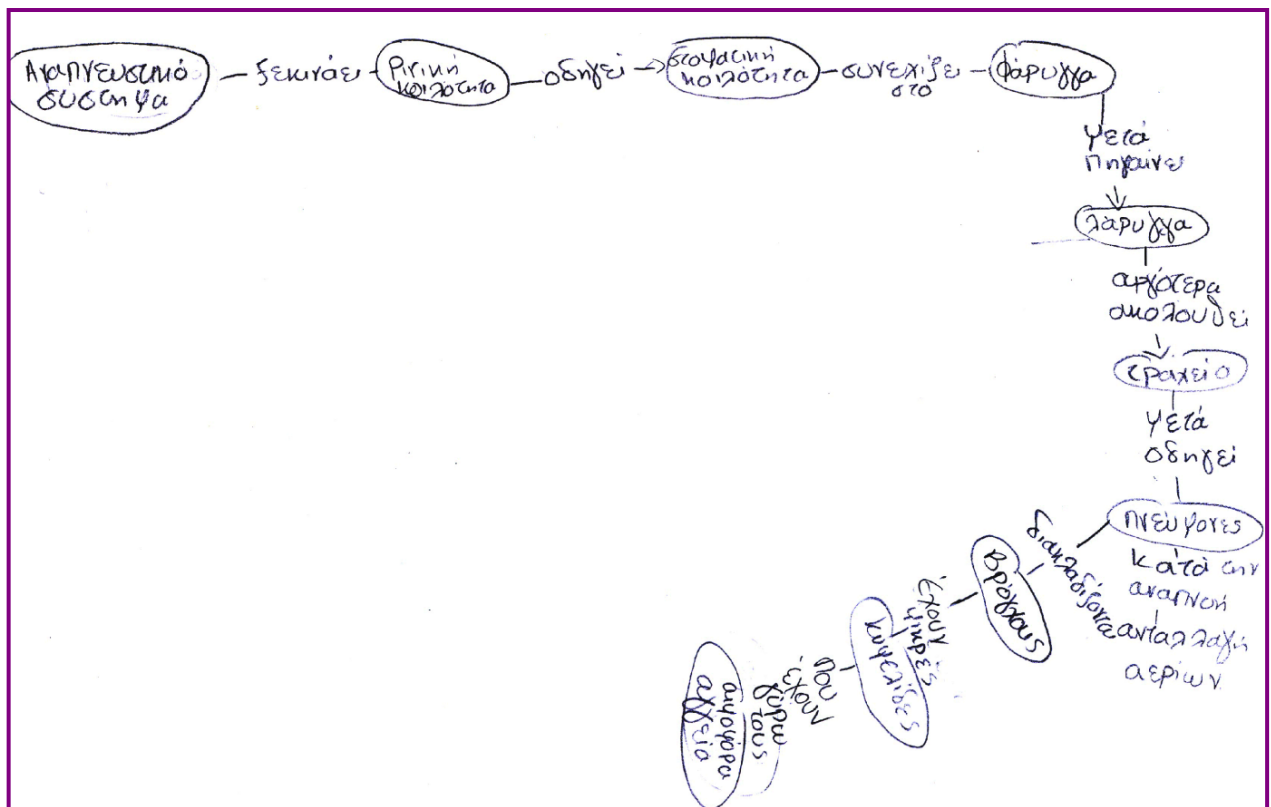 Αναπνευστικό
σύστημα
ξεκινάει
Ρινική
κοιλότητα
οδηγεί
στοματική
κοιλότητα
συνεχίζει
στο
Φάρυγγα
μετά
πηγαίνει
λάρυγγα
αργότερα
ακολουθεί
τραχεία
μετά
οδηγεί
πνεύμονες
κατά την
αναπνοή
ανταλλαγή
αερίων
διακλαδίζονται
Βρόγχους
έχουν
μικρές
κυψελίδες
που
έχουν
γύρω
τους
αιμοφόρα
αγγεία